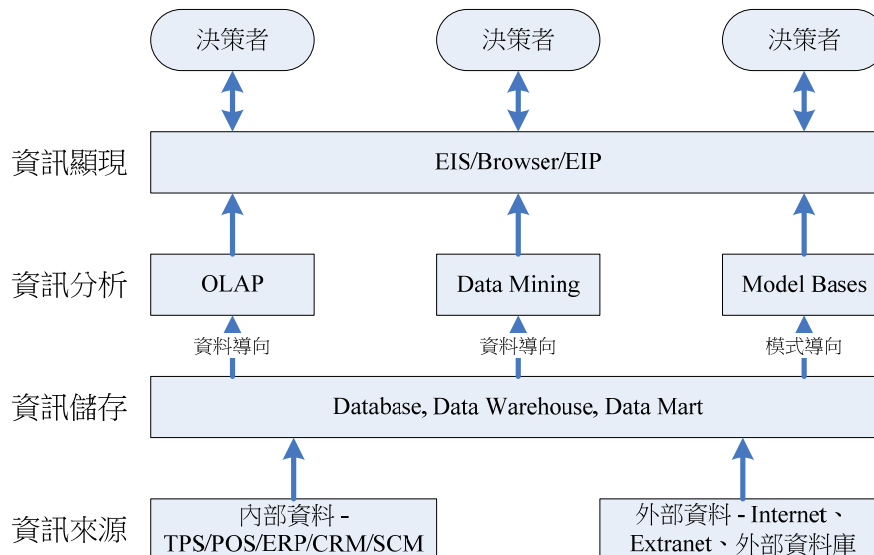 決策者
決策者
決策者
資訊顯現
EIS/Browser/EIP
資訊分析
OLAP
Data Mining
Model Bases
資料導向
資料導向
模式導向
資訊儲存
Database, Data Warehouse, Data Mart
資訊來源
內部資料 -
TPS/POS/ERP/CRM/SCM
外部資料 - Internet、
Extranet、外部資料庫